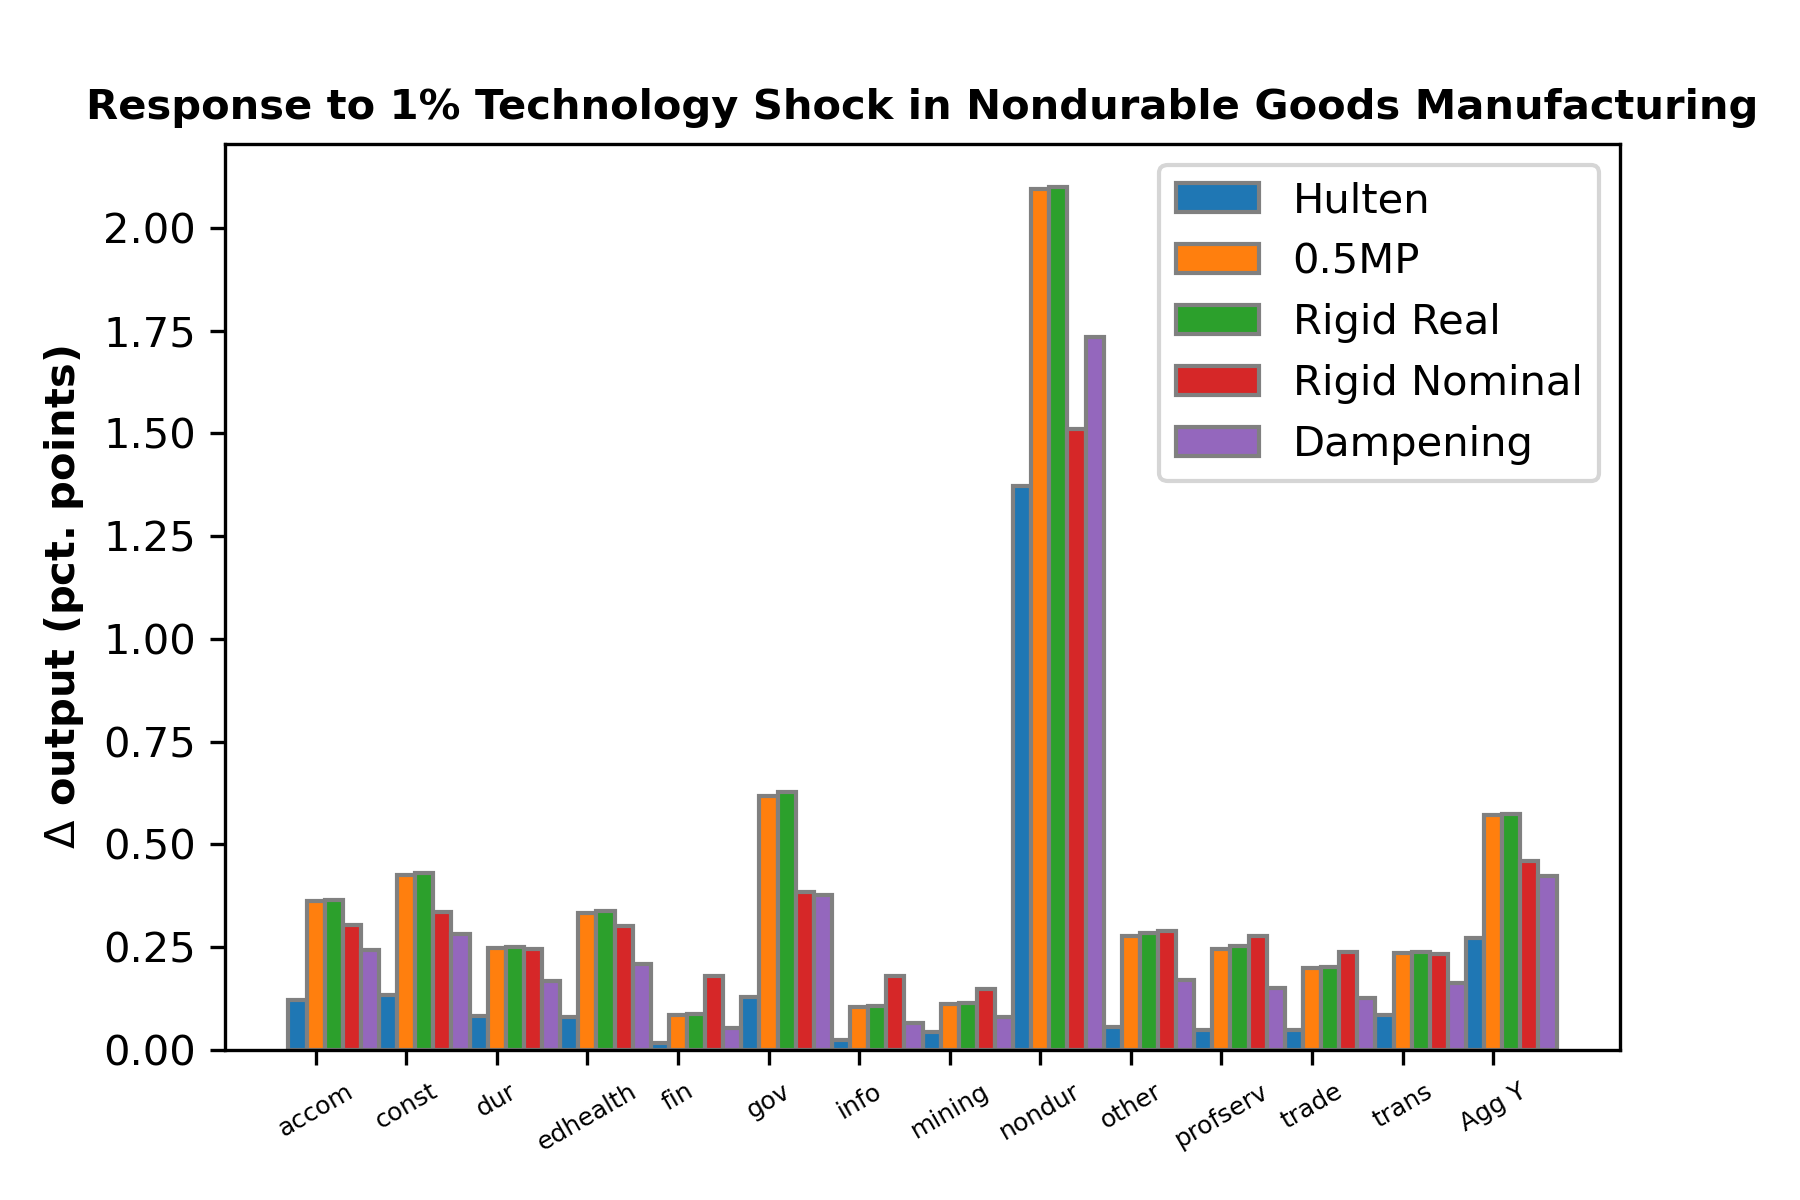 Response to 1% Technology Shock in Nondurable Goods Manufacturing
Hulten
0.5MP
Rigid Real
Rigid Nominal
Dampening
Δ output (pct. points)
2.00
1.75
1.50
1.25
1.00
0.75
0.50
0.25
0.00
accom const dur edhealth fin gov info mining nondur other profserv trade trans Agg Y